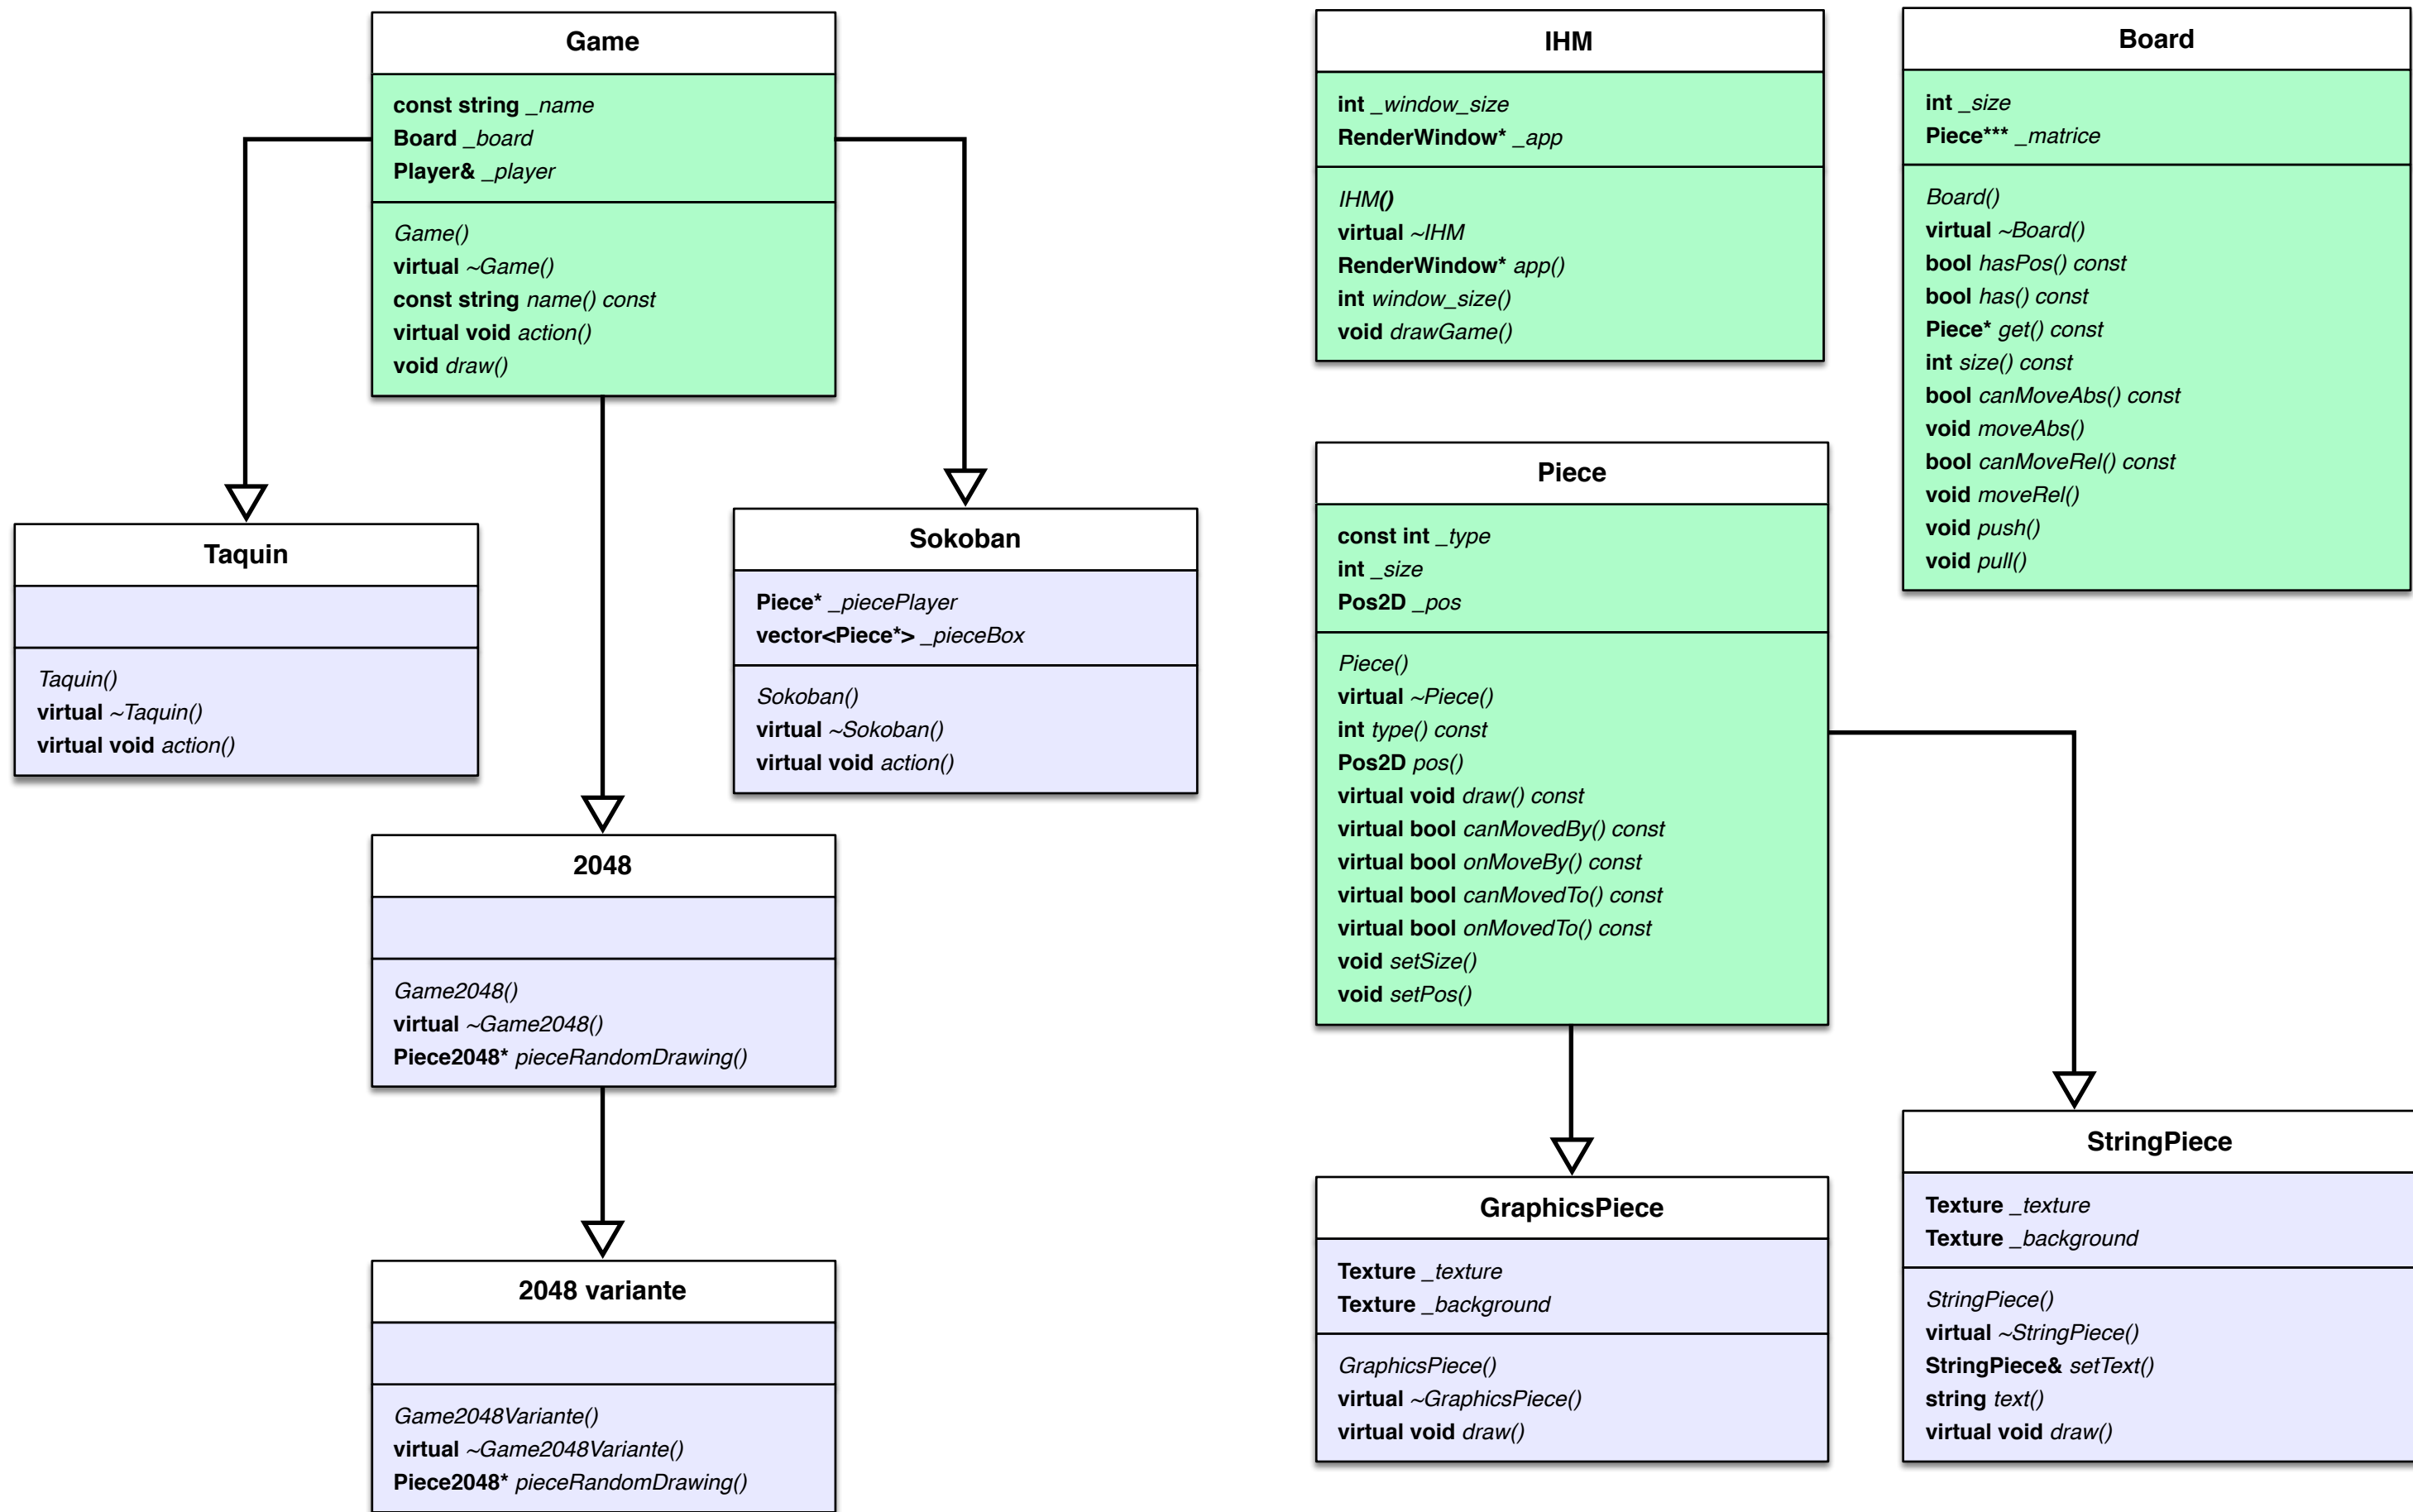 Game
const string _name
Board _board
Player& _player
Game()
virtual ~Game()
const string name() const
virtual void action()
void draw()
IHM
int _window_size
RenderWindow* _app
IHM()
virtual ~IHM
RenderWindow* app()
int window_size()
void drawGame()
Board
int _size
Piece*** _matrice
Board()
virtual ~Board()
bool hasPos() const
bool has() const
Piece* get() const
int size() const
bool canMoveAbs() const
void moveAbs()
bool canMoveRel() const
void moveRel()
void push()
void pull()
Taquin
Taquin()
virtual ~Taquin()
virtual void action()
Sokoban
Piece* _piecePlayer
vector<Piece*> _pieceBox
Sokoban()
virtual ~Sokoban()
virtual void action()
Piece
const int _type
int _size
Pos2D _pos
Piece()
virtual ~Piece()
int type() const
Pos2D pos()
virtual void draw() const
virtual bool canMovedBy() const
virtual bool onMoveBy() const
virtual bool canMovedTo() const
virtual bool onMovedTo() const
void setSize()
void setPos()
2048
Game2048()
virtual ~Game2048()
Piece2048* pieceRandomDrawing()
2048 variante
Game2048Variante()
virtual ~Game2048Variante()
Piece2048* pieceRandomDrawing()
GraphicsPiece
Texture _texture
Texture _background
GraphicsPiece()
virtual ~GraphicsPiece()
virtual void draw()
StringPiece
Texture _texture
Texture _background
StringPiece()
virtual ~StringPiece()
StringPiece& setText()
string text()
virtual void draw()